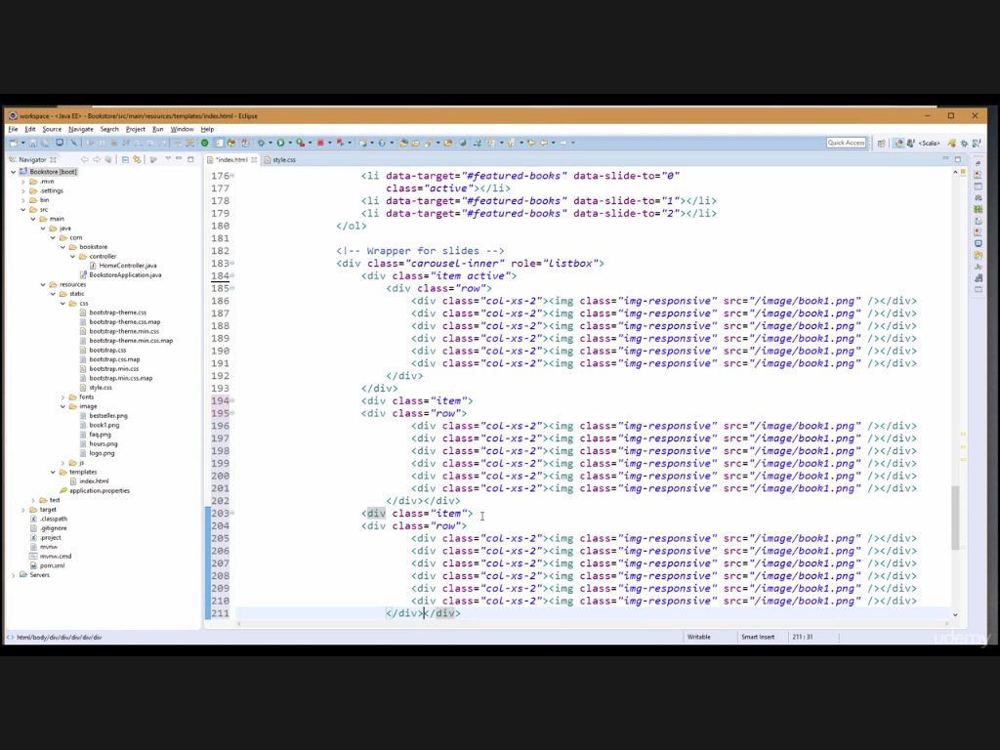 workspace - <Java EE> - Bookstore/src/main/resources/templates/index.html - Eclipse
File Edit Source Navigate Search Project Run Window Help
Quick Access
<Scala>
Navigator
*index.html
style.css
Bookstore [boot]
.mvn
.settings
bin
src
main
java
com
bookstore
controller
HomeController.java
BookstoreApplication.java
resources
static
css
bootstrap-theme.css
bootstrap-theme.css.map
bootstrap-theme.min.css
bootstrap-theme.min.css.map
bootstrap.css
bootstrap.css.map
bootstrap.min.css
bootstrap.min.css.map
style.css
fonts
image
bestseller.png
book1.png
faq.png
hours.png
logo.png
js
templates
index.html
application.properties
test
target
.classpath
.gitignore
.project
mvnw
mvnw.cmd
pom.xml
Servers
176 <li data-target="#featured-books" data-slide-to="0"
177 class="active"></li>
178 <li data-target="#featured-books" data-slide-to="1"></li>
179 <li data-target="#featured-books" data-slide-to="2"></li>
180 </ol>
181
182 <!-- Wrapper for slides -->
183 <div class="carousel-inner" role="listbox">
184 <div class="item active">
185 <div class="row">
186 <div class="col-xs-2"><img class="img-responsive" src="/image/book1.png" /></div>
187 <div class="col-xs-2"><img class="img-responsive" src="/image/book1.png" /></div>
188 <div class="col-xs-2"><img class="img-responsive" src="/image/book1.png" /></div>
189 <div class="col-xs-2"><img class="img-responsive" src="/image/book1.png" /></div>
190 <div class="col-xs-2"><img class="img-responsive" src="/image/book1.png" /></div>
191 <div class="col-xs-2"><img class="img-responsive" src="/image/book1.png" /></div>
192 </div>
193 </div>
194 <div class="item">
195 <div class="row">
196 <div class="col-xs-2"><img class="img-responsive" src="/image/book1.png" /></div>
197 <div class="col-xs-2"><img class="img-responsive" src="/image/book1.png" /></div>
198 <div class="col-xs-2"><img class="img-responsive" src="/image/book1.png" /></div>
199 <div class="col-xs-2"><img class="img-responsive" src="/image/book1.png" /></div>
200 <div class="col-xs-2"><img class="img-responsive" src="/image/book1.png" /></div>
201 <div class="col-xs-2"><img class="img-responsive" src="/image/book1.png" /></div>
202 </div></div>
203 <div class="item">
204 <div class="row">
205 <div class="col-xs-2"><img class="img-responsive" src="/image/book1.png" /></div>
206 <div class="col-xs-2"><img class="img-responsive" src="/image/book1.png" /></div>
207 <div class="col-xs-2"><img class="img-responsive" src="/image/book1.png" /></div>
208 <div class="col-xs-2"><img class="img-responsive" src="/image/book1.png" /></div>
209 <div class="col-xs-2"><img class="img-responsive" src="/image/book1.png" /></div>
210 <div class="col-xs-2"><img class="img-responsive" src="/image/book1.png" /></div>
211 </div></div>
html/body/div/div/div/div/div
Writable
Smart Insert
211 : 31
udemy